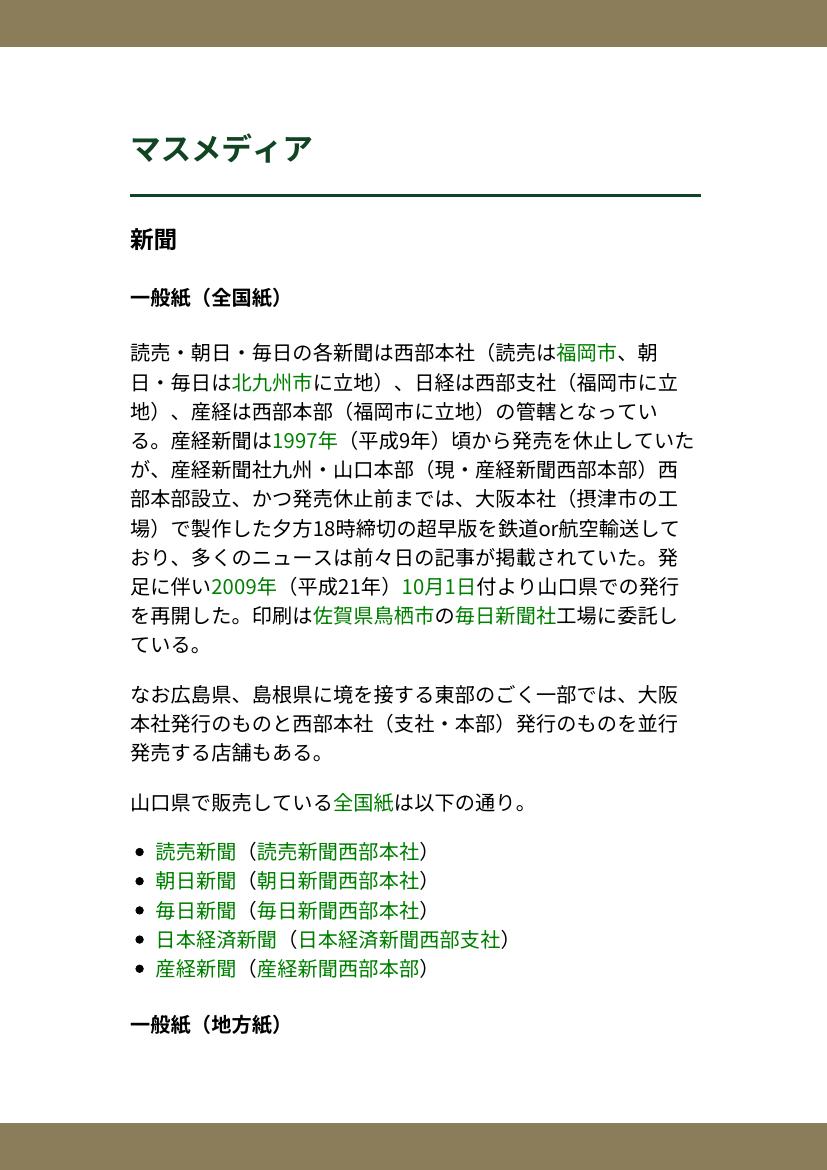 マスメディア
新聞
一般紙（全国紙）
読売・朝日・毎日の各新聞は西部本社（読売は福岡市、朝
日・毎日は北九州市に立地）、日経は西部支社（福岡市に立
地）、産経は西部本部（福岡市に立地）の管轄となってい
る。産経新聞は1997年（平成9年）頃から発売を休止していた
が、産経新聞社九州・山口本部（現・産経新聞西部本部）西
部本部設立、かつ発売休止前までは、大阪本社（摂津市の工
場）で製作した夕方18時締切の超早版を鉄道or航空輸送して
おり、多くのニュースは前々日の記事が掲載されていた。発
足に伴い2009年（平成21年）10月1日付より山口県での発行
を再開した。印刷は佐賀県鳥栖市の毎日新聞社工場に委託し
ている。
なお広島県、島根県に境を接する東部のごく一部では、大阪
本社発行のものと西部本社（支社・本部）発行のものを並行
発売する店舗もある。
山口県で販売している全国紙は以下の通り。
• 読売新聞（読売新聞西部本社）
• 朝日新聞（朝日新聞西部本社）
• 毎日新聞（毎日新聞西部本社）
• 日本経済新聞（日本経済新聞西部支社）
• 産経新聞（産経新聞西部本部）
一般紙（地方紙）